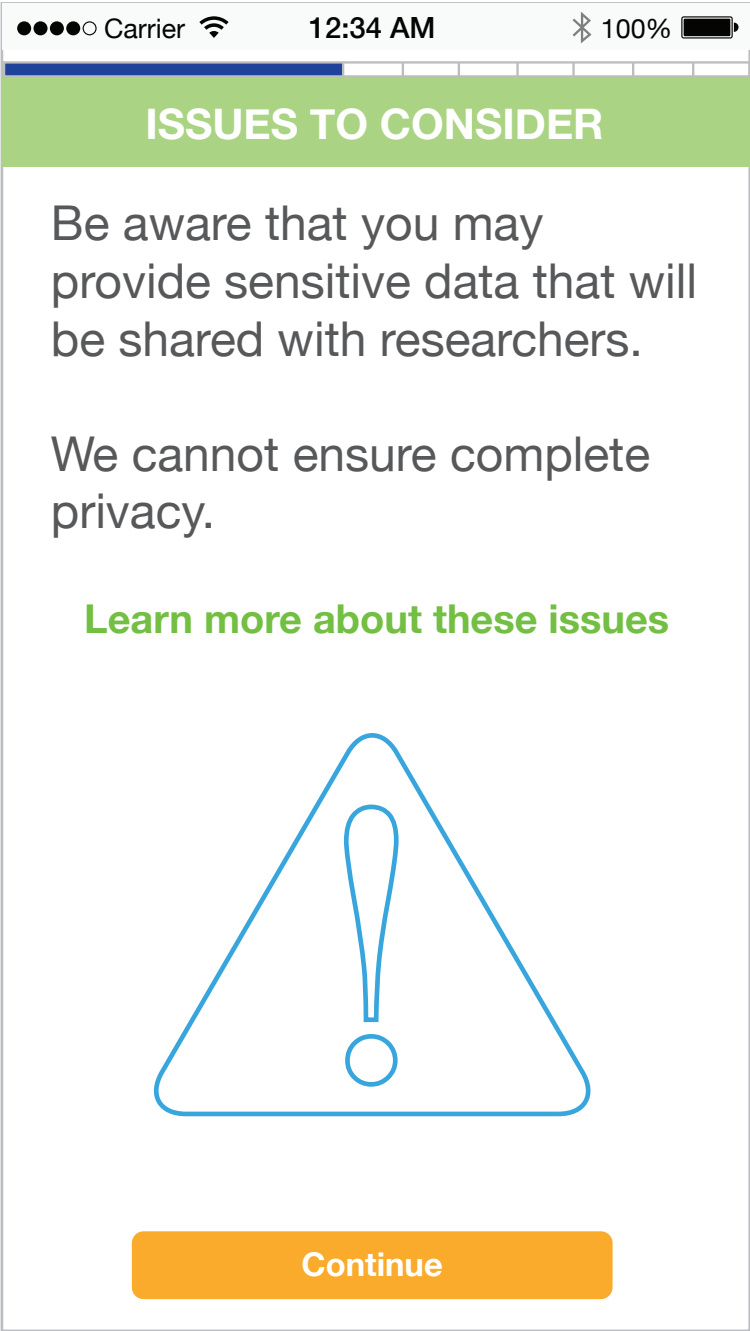 Carrier 12:34 AM 100%
ISSUES TO CONSIDER
Be aware that you may
provide sensitive data that will
be shared with researchers.
We cannot ensure complete
privacy.
Learn more about these issues
Continue